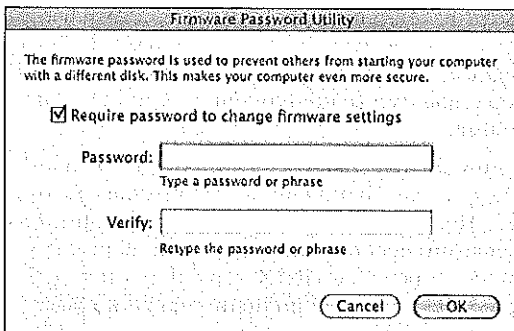 Firmware Password Utility
The firmware password is used to prevent others from starting your computer
with a different disk. This makes your computer even more secure.
Require password to change firmware settings
Password:
Type a password or phrase
Verify:
Retype the password or phrase
Cancel OK